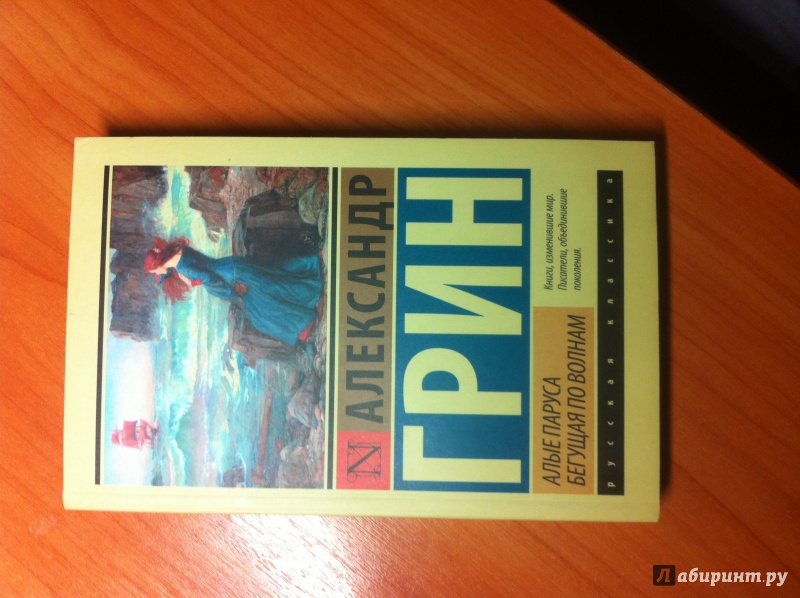 АЛЕКСАНДР
ГРИН
Книги, изменившие мир.
Писатели, объединившие
поколения.
АЛЫЕ ПАРУСА
БЕГУЩАЯ ПО ВОЛНАМ
русская классика
Лабиринт.ру